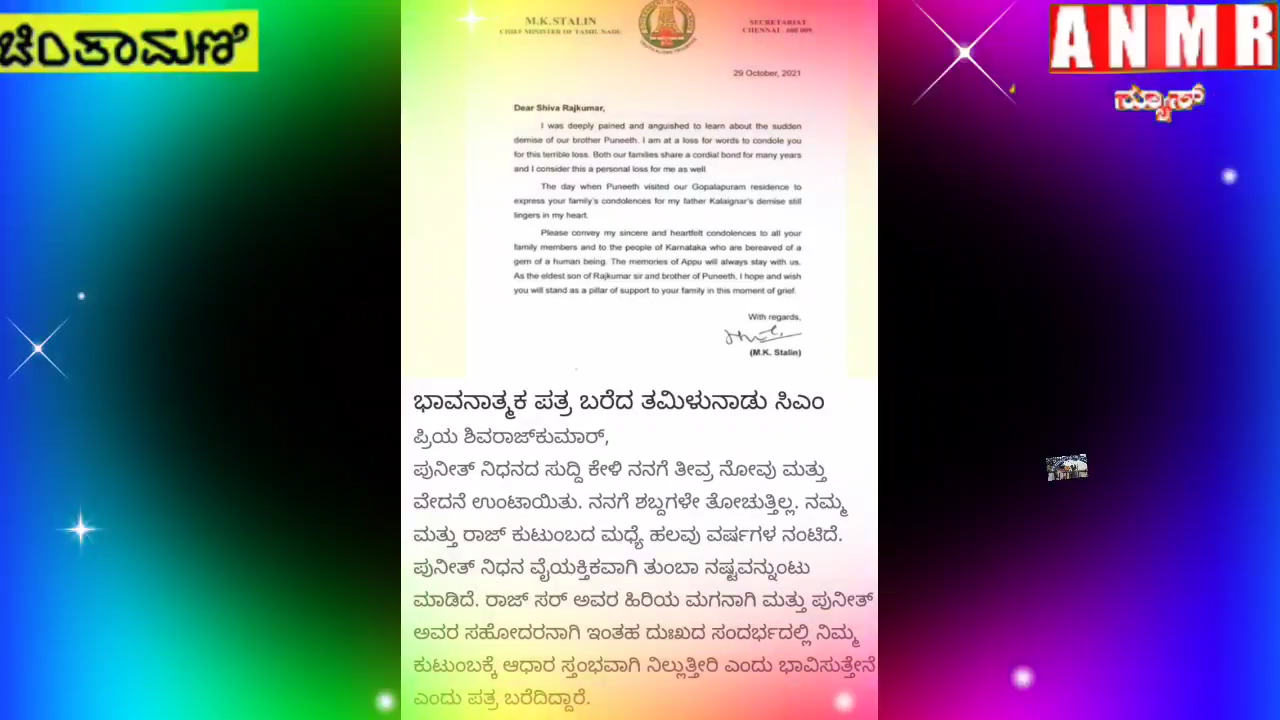 ಚಿಂತಾಮಣಿ
ANMR
ನ್ಯೂಸ್
M.K. STALIN
CHIEF MINISTER OF TAMIL NADU
SECRETARIAT
CHENNAI - 600 009
29 October, 2021
Dear Shiva Rajkumar,
I was deeply pained and anguished to learn about the sudden
demise of our brother Puneeth. I am at a loss for words to condole you
for this terrible loss. Both our families share a cordial bond for many years
and I consider this a personal loss for me as well.
The day when Puneeth visited our Gopalapuram residence to
express your family's condolences for my father Kalaignar's demise still
lingers in my heart.
Please convey my sincere and heartfelt condolences to all your
family members and to the people of Karnataka who are bereaved of a
gem of a human being. The memories of Appu will always stay with us.
As the eldest son of Rajkumar sir and brother of Puneeth, I hope and wish
you will stand as a pillar of support to your family in this moment of grief.
With regards,
(M.K. Stalin)
ಭಾವನಾತ್ಮಕ ಪತ್ರ ಬರೆದ ತಮಿಳುನಾಡು ಸಿಎಂ
ಪ್ರಿಯ ಶಿವರಾಜ್‌ಕುಮಾರ್,
ಪುನೀತ್ ನಿಧನದ ಸುದ್ದಿ ಕೇಳಿ ನನಗೆ ತೀವ್ರ ನೋವು ಮತ್ತು
ವೇದನೆ ಉಂಟಾಯಿತು. ನನಗೆ ಶಬ್ದಗಳೇ ತೋಚುತ್ತಿಲ್ಲ. ನಮ್ಮ
ಮತ್ತು ರಾಜ್ ಕುಟುಂಬದ ಮಧ್ಯೆ ಹಲವು ವರ್ಷಗಳ ನಂಟಿದೆ.
ಪುನೀತ್ ನಿಧನ ವೈಯಕ್ತಿಕವಾಗಿ ತುಂಬಾ ನಷ್ಟವನ್ನುಂಟು
ಮಾಡಿದೆ. ರಾಜ್ ಸರ್ ಅವರ ಹಿರಿಯ ಮಗನಾಗಿ ಮತ್ತು ಪುನೀತ್
ಅವರ ಸಹೋದರನಾಗಿ ಇಂತಹ ದುಃಖದ ಸಂದರ್ಭದಲ್ಲಿ ನಿಮ್ಮ
ಕುಟುಂಬಕ್ಕೆ ಆಧಾರ ಸ್ತಂಭವಾಗಿ ನಿಲ್ಲುತ್ತೀರಿ ಎಂದು ಭಾವಿಸುತ್ತೇನೆ
ಎಂದು ಪತ್ರ ಬರೆದಿದ್ದಾರೆ.